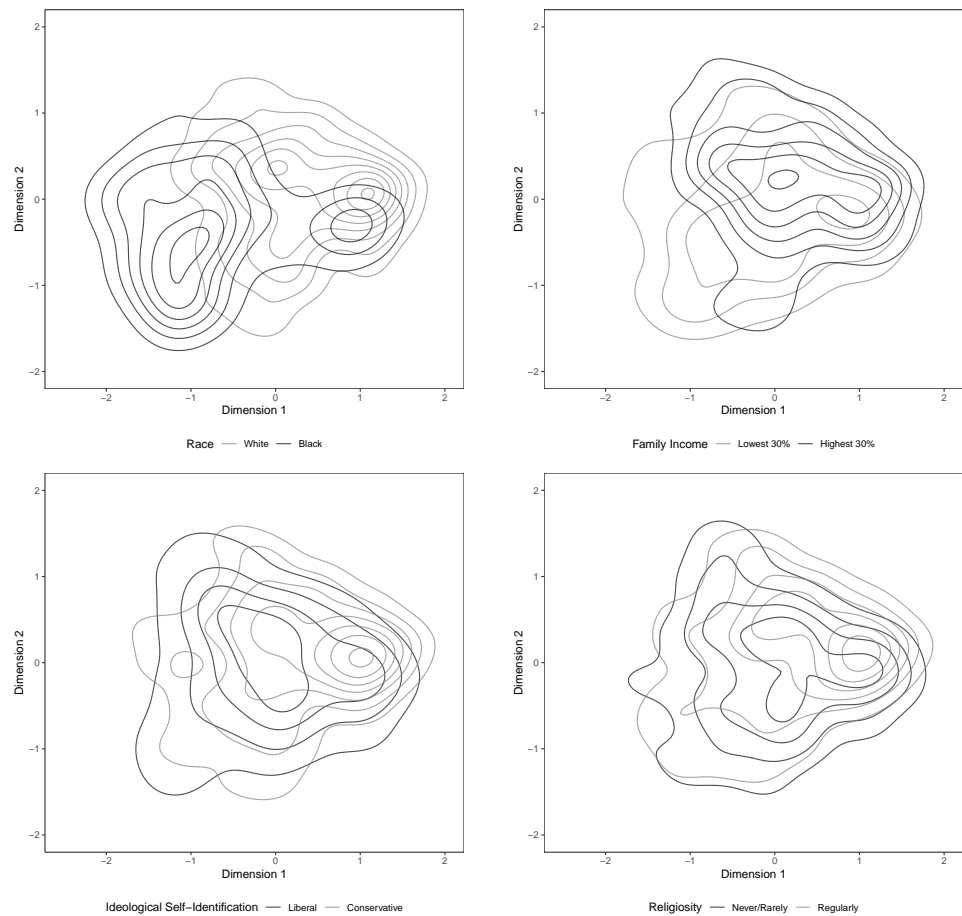 2
1
0
−1
−2
Dimension 2
−2 −1 0 1 2
Dimension 1
Race White Black
2
1
0
−1
−2
Dimension 2
−2 −1 0 1 2
Dimension 1
Family Income Lowest 30% Highest 30%
2
1
0
−1
−2
Dimension 2
−2 −1 0 1 2
Dimension 1
Ideological Self−Identification Liberal Conservative
2
1
0
−1
−2
Dimension 2
−2 −1 0 1 2
Dimension 1
Religiosity Never/Rarely Regularly